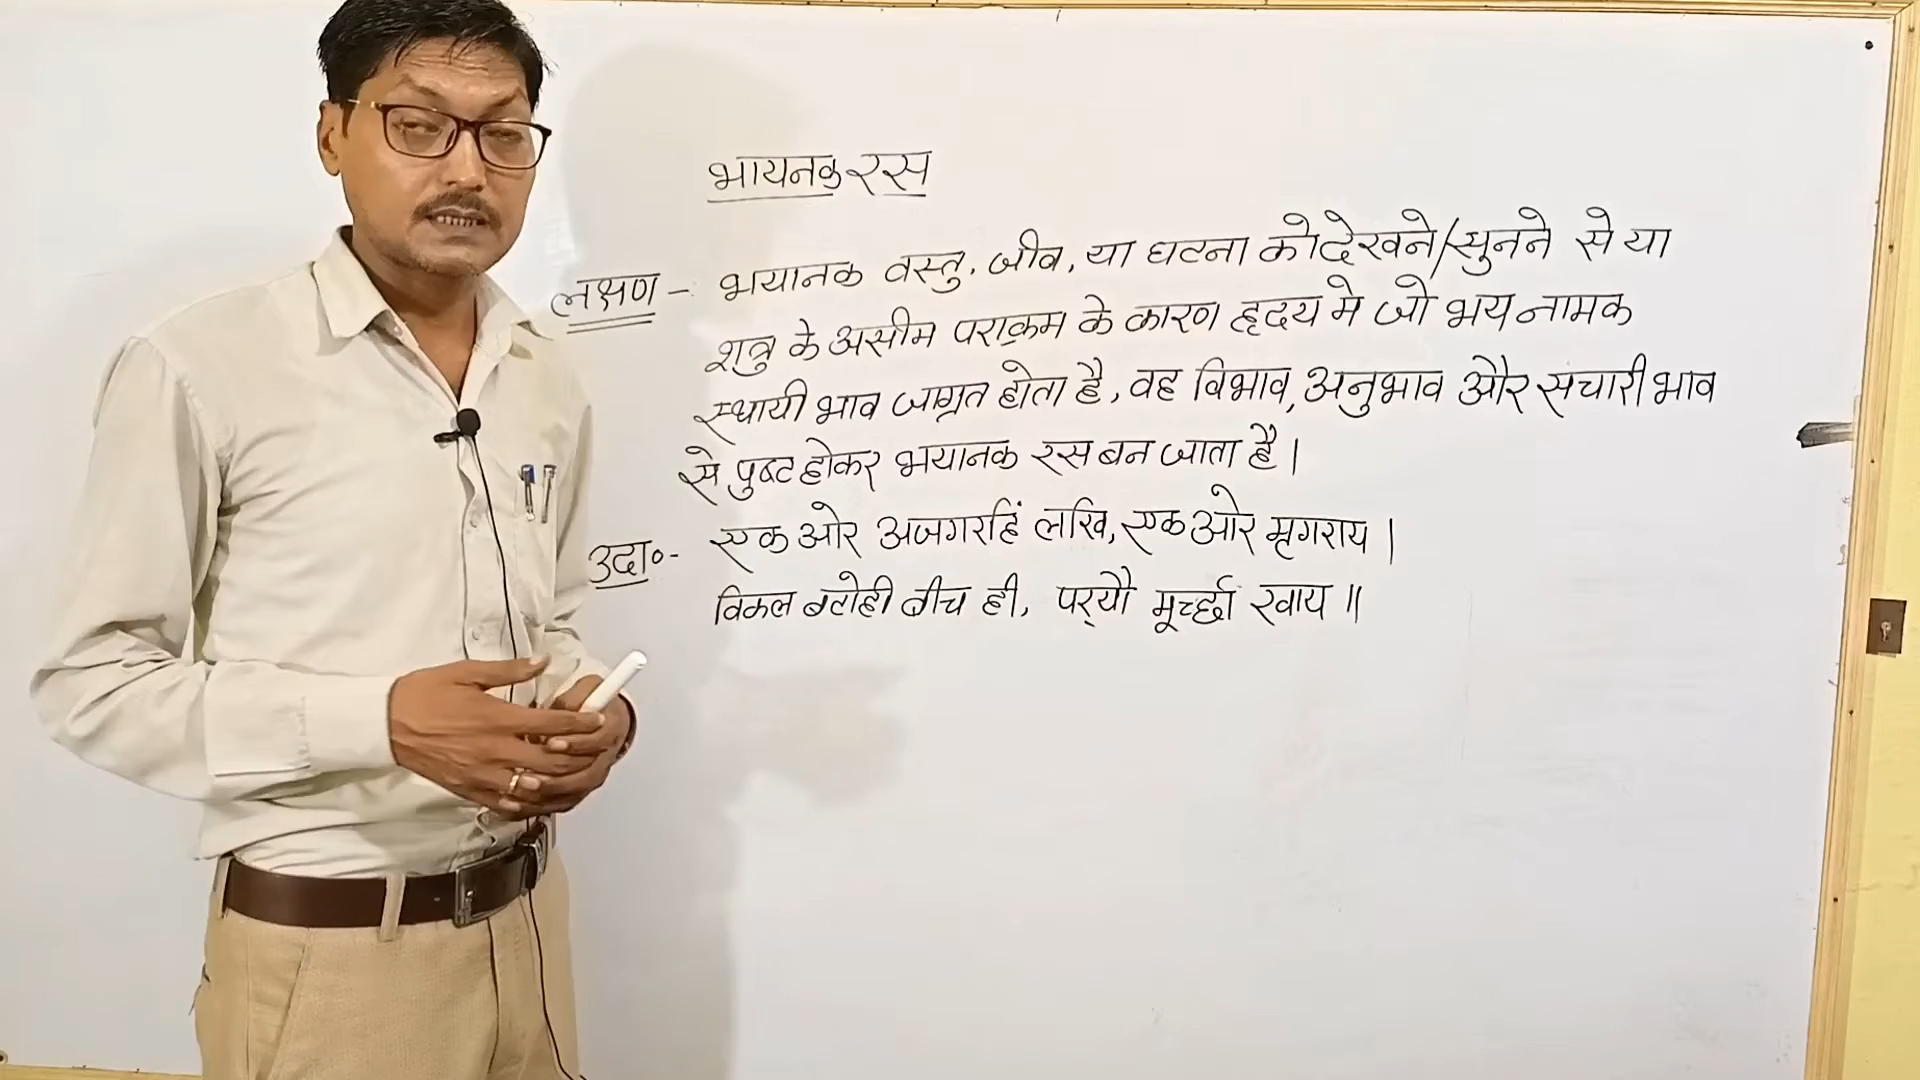 भायनक रस
लक्षण - भयानक वस्तु, जीव, या घटना को देखने/सुनने से या
शत्रु के असीम पराक्रम के कारण हृदय मे जो भय नामक
स्थायी भाव जाग्रत होता है, वह विभाव, अनुभाव और संचारी भाव
से पुष्ट होकर भयानक रस बन जाता है।
उदा०- एक ओर अजगरहिं लखि, एक ओर मृगराय |
विकल बटोही बीच ही, पर्‌यौ मूर्च्छा खाय ॥